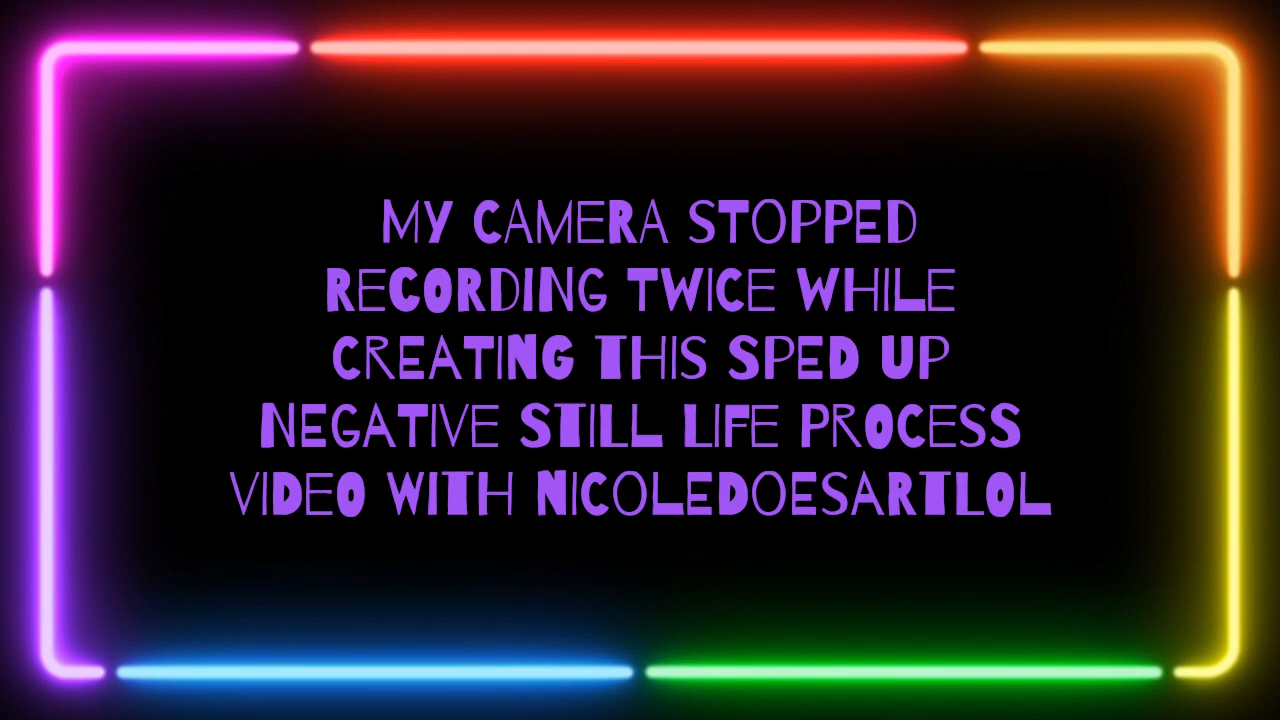 MY CAMERA STOPPED
RECORDING TWICE WHILE
CREATING THIS SPED UP
NEGATIVE STILL LIFE PROCESS
VIDEO WITH NICOLEDOESARTLOL